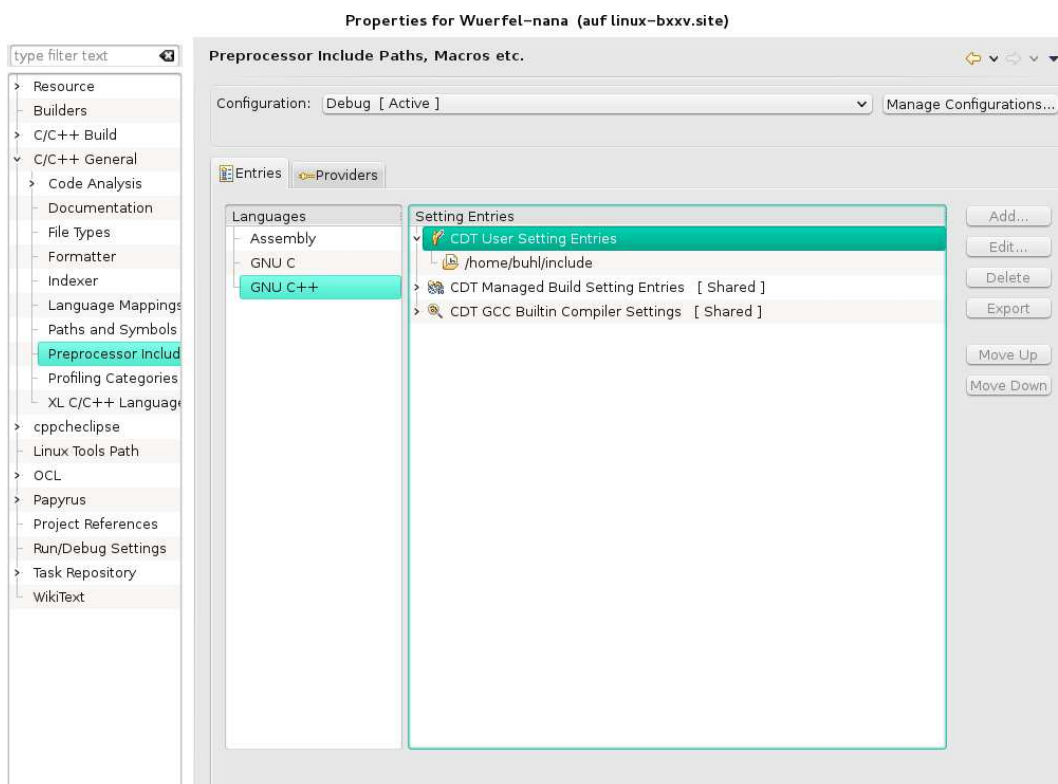 Properties for Wuerfel-nana (auf linux-bxxv.site)
type filter text
Resource
Builders
C/C++ Build
C/C++ General
Code Analysis
Documentation
File Types
Formatter
Indexer
Language Mappings
Paths and Symbols
Preprocessor Includ
Profiling Categories
XL C/C++ Language
cppcheclipse
Linux Tools Path
OCL
Papyrus
Project References
Run/Debug Settings
Task Repository
WikiText
Preprocessor Include Paths, Macros etc.
Configuration: Debug [ Active ] Manage Configurations...
Entries Providers
Languages
Assembly
GNU C
GNU C++
Setting Entries
CDT User Setting Entries
/home/buhl/include
CDT Managed Build Setting Entries [ Shared ]
CDT GCC Builtin Compiler Settings [ Shared ]
Add...
Edit...
Delete
Export
Move Up
Move Down